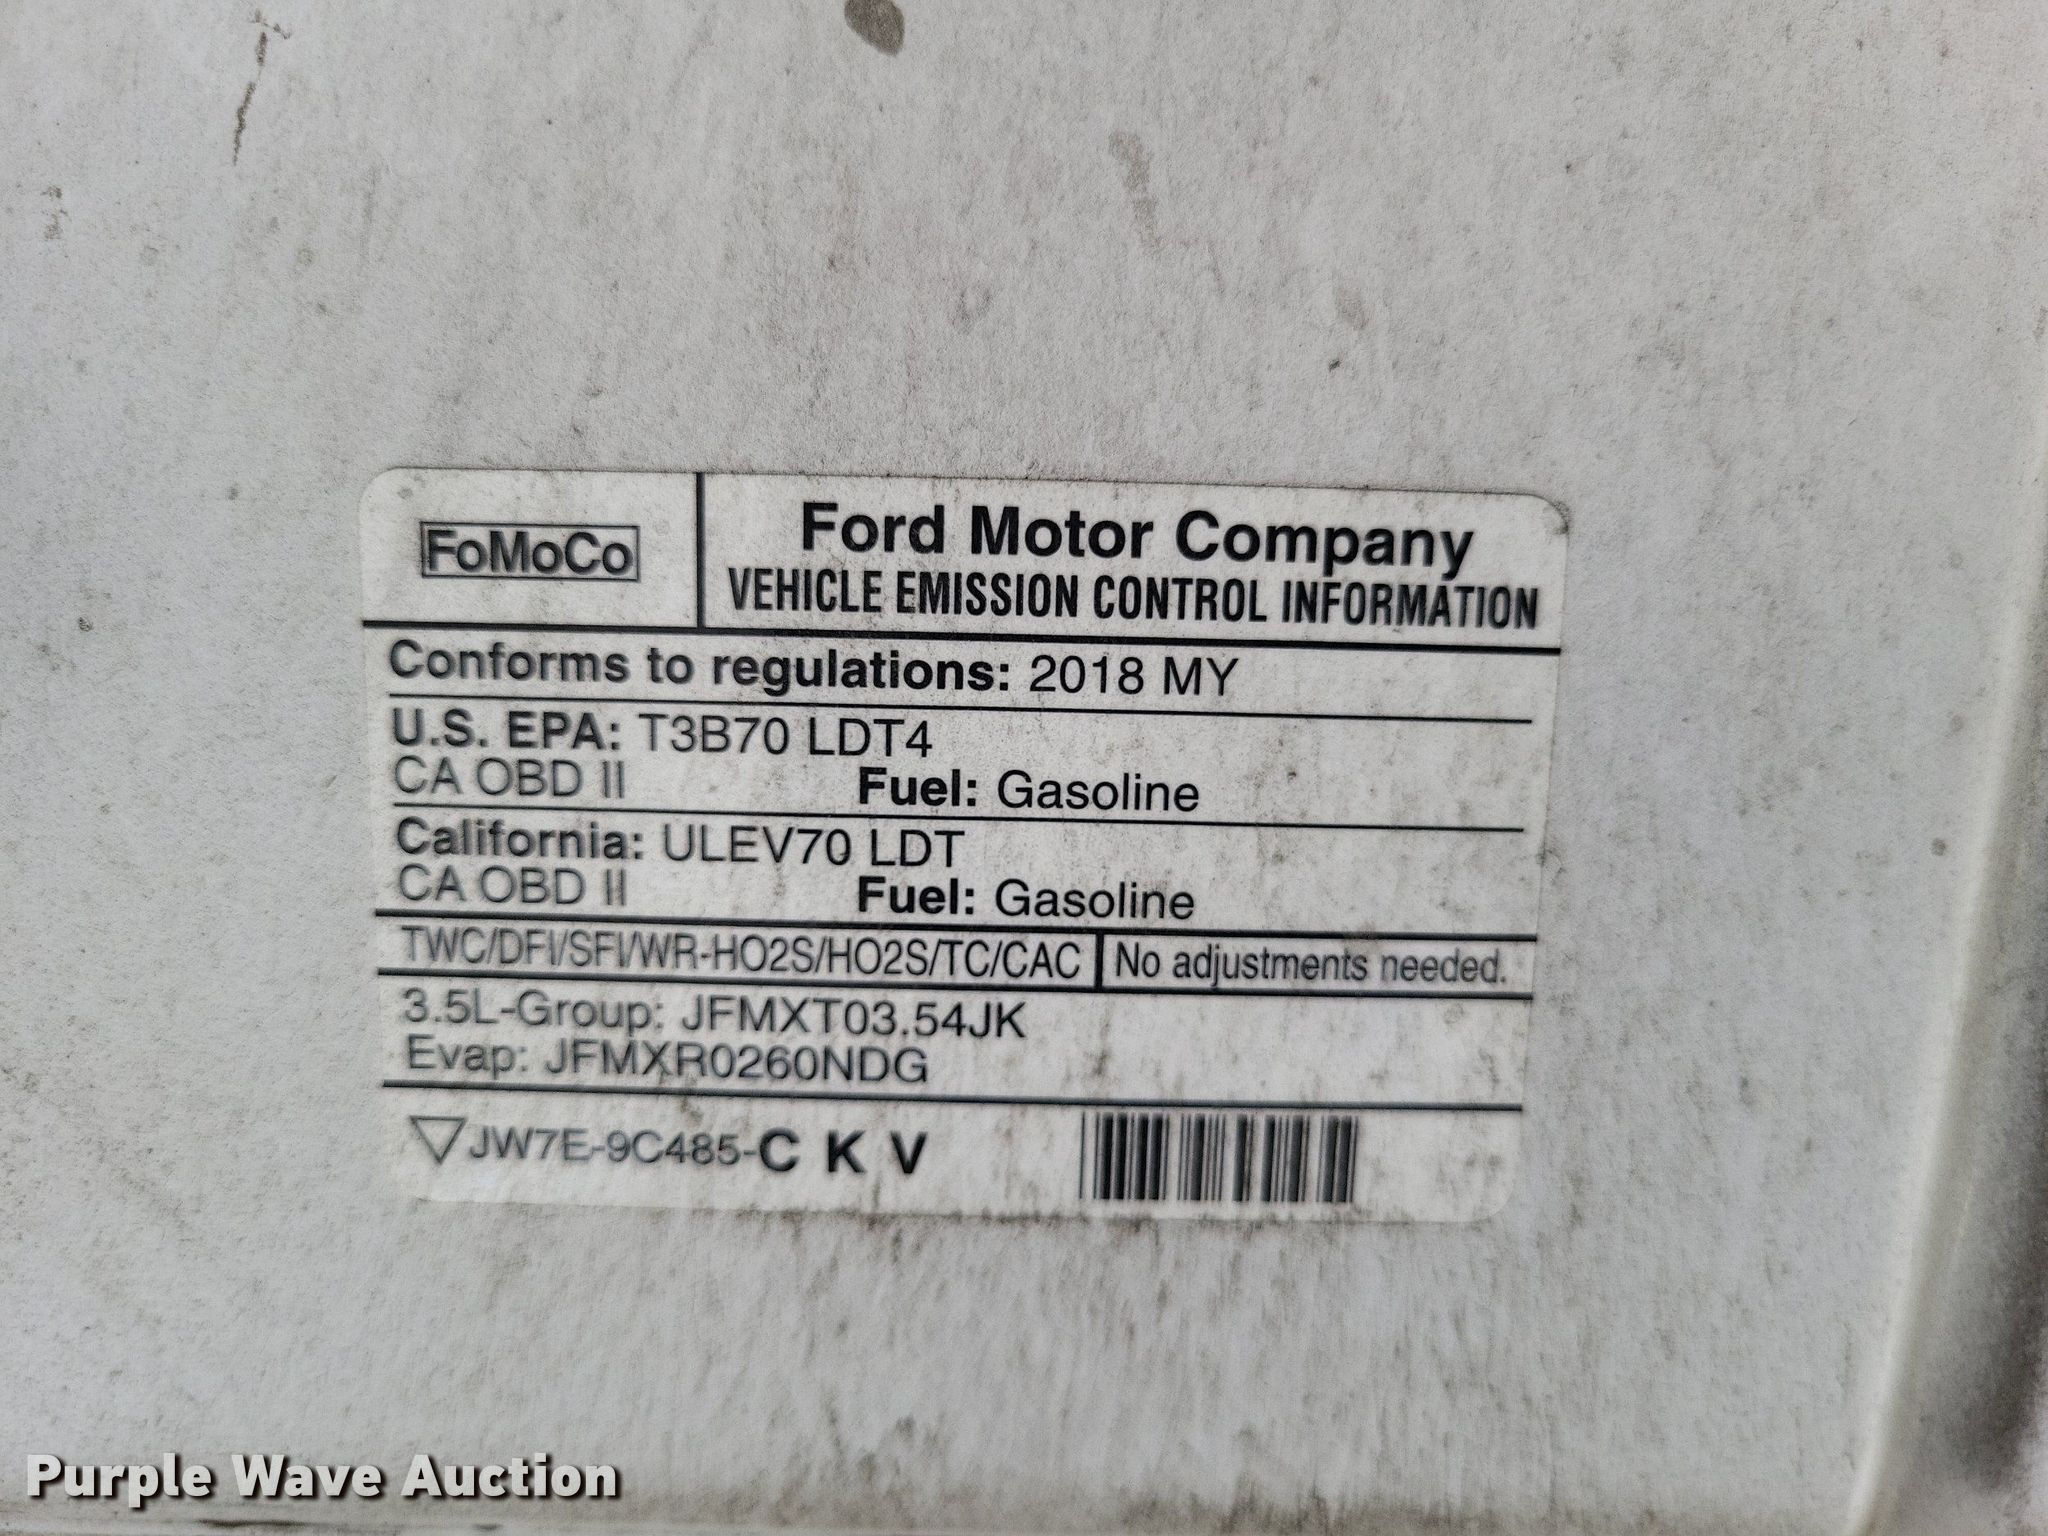 FoMoCo
Ford Motor Company
VEHICLE EMISSION CONTROL INFORMATION
Conforms to regulations: 2018 MY
U.S. EPA: T3B70 LDT4
CA OBD II Fuel: Gasoline
California: ULEV70 LDT
CA OBD II Fuel: Gasoline
TWC/DFI/SFI/WR-HO2S/HO2S/TC/CAC No adjustments needed.
3.5L-Group: JFMXT03.54JK
Evap: JFMXR0260NDG
JW7E-9C485-C K V
Purple Wave Auction